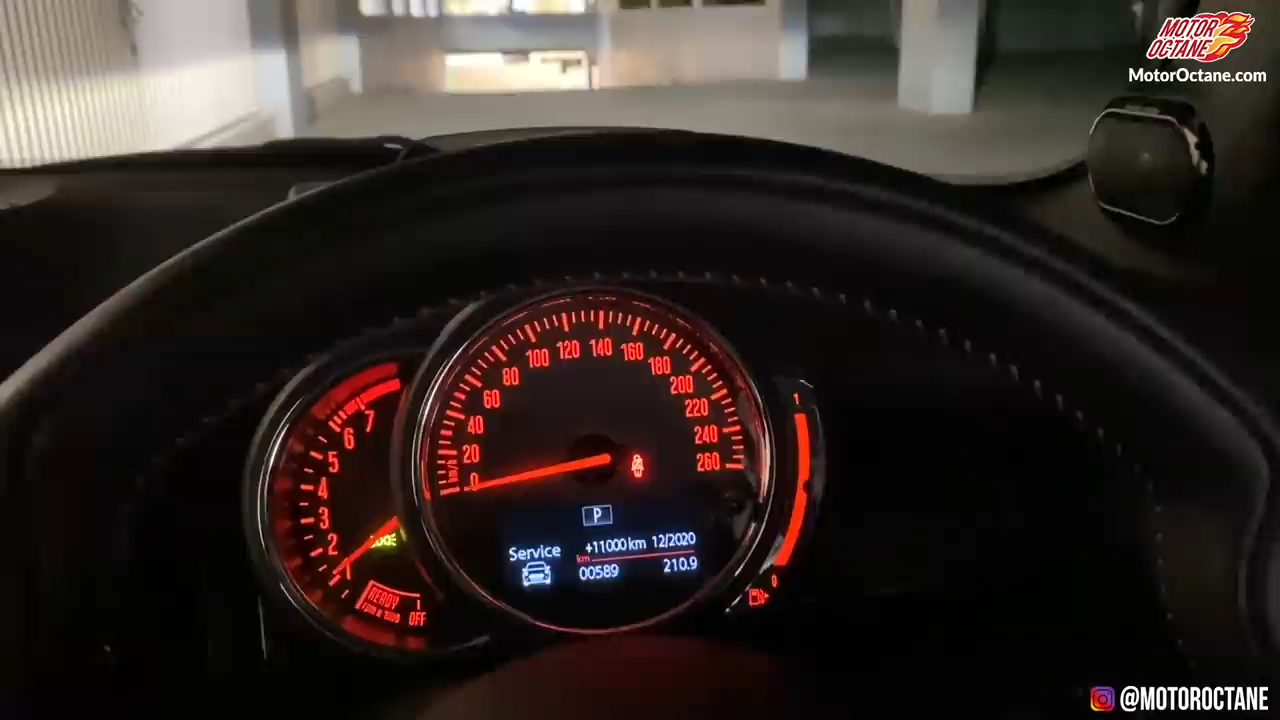 MOTOR
OCTANE
MotorOctane.com
100 120 140 160
80 180
60 200
40 220
20 240
0 260
km/h
7
6
5
4
3
2
1
READY
OFF
1
0
P
Service +11000 km 12/2020
km
00589 210.9
@MOTOROCTANE